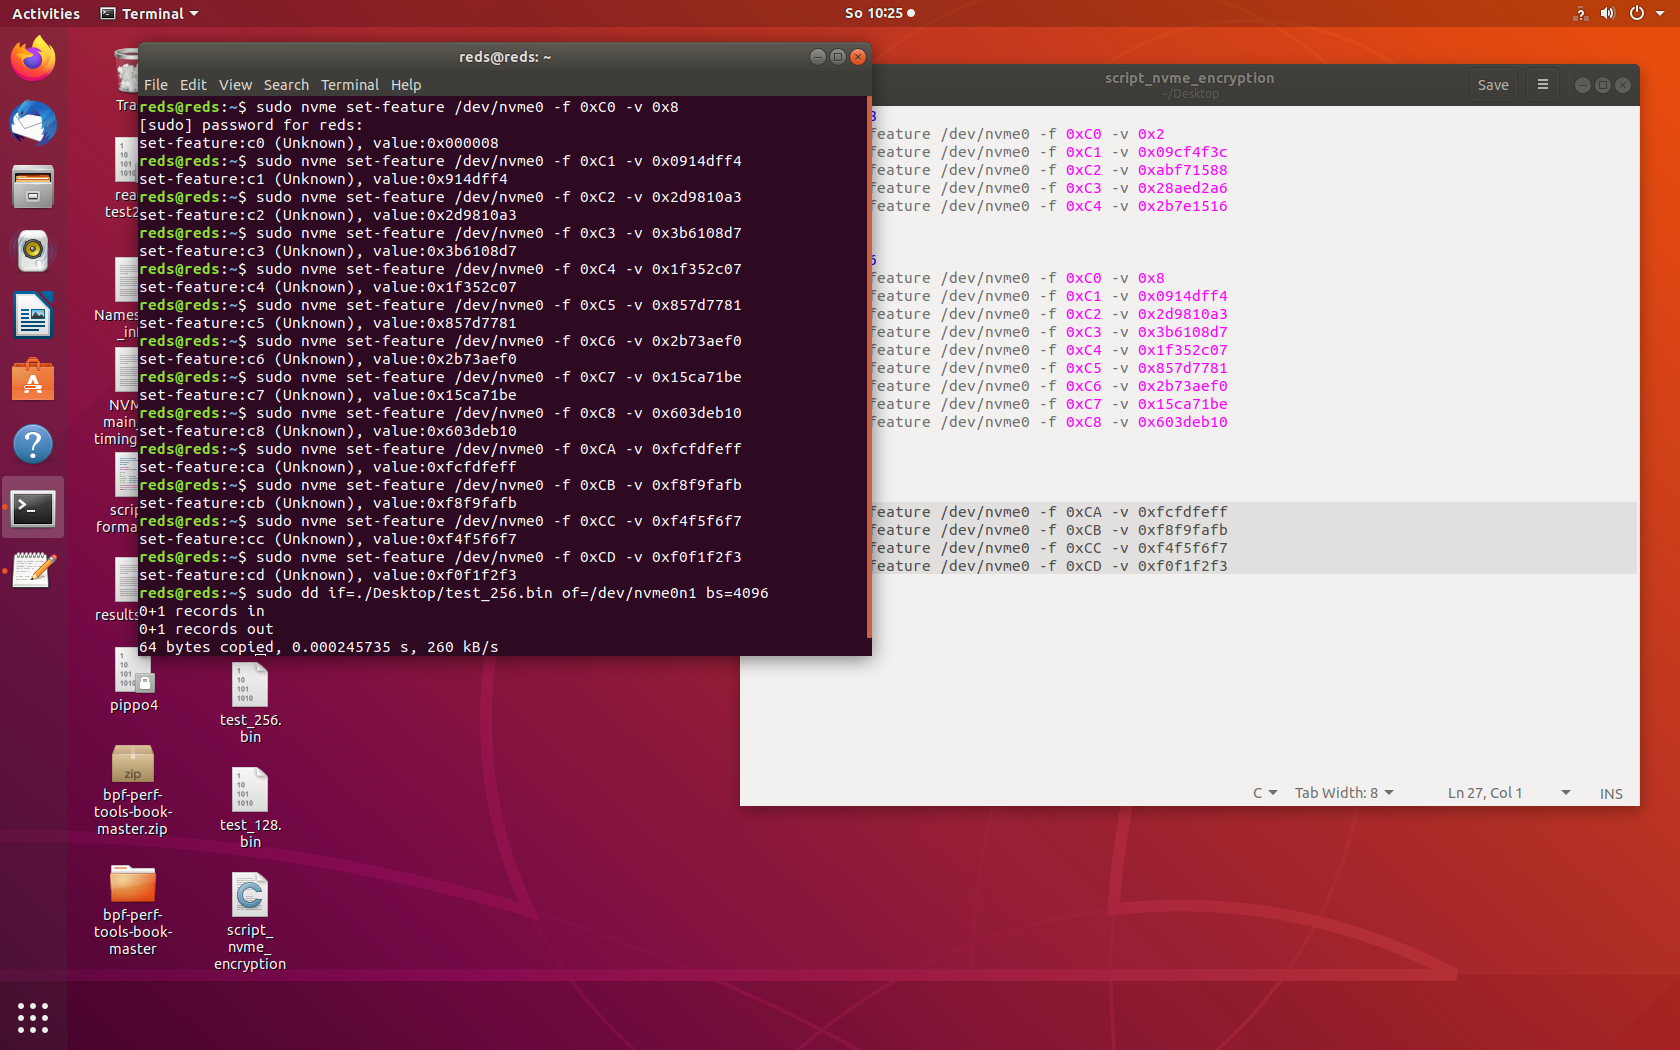 Activities
Terminal
So 10:25
reds@reds: ~
File Edit View Search Terminal Help
reds@reds:~$ sudo nvme set-feature /dev/nvme0 -f 0xC0 -v 0x8
[sudo] password for reds:
set-feature:c0 (Unknown), value:0x000008
reds@reds:~$ sudo nvme set-feature /dev/nvme0 -f 0xC1 -v 0x0914dff4
set-feature:c1 (Unknown), value:0x914dff4
reds@reds:~$ sudo nvme set-feature /dev/nvme0 -f 0xC2 -v 0x2d9810a3
set-feature:c2 (Unknown), value:0x2d9810a3
reds@reds:~$ sudo nvme set-feature /dev/nvme0 -f 0xC3 -v 0x3b6108d7
set-feature:c3 (Unknown), value:0x3b6108d7
reds@reds:~$ sudo nvme set-feature /dev/nvme0 -f 0xC4 -v 0x1f352c07
set-feature:c4 (Unknown), value:0x1f352c07
reds@reds:~$ sudo nvme set-feature /dev/nvme0 -f 0xC5 -v 0x857d7781
set-feature:c5 (Unknown), value:0x857d7781
reds@reds:~$ sudo nvme set-feature /dev/nvme0 -f 0xC6 -v 0x2b73aef0
set-feature:c6 (Unknown), value:0x2b73aef0
reds@reds:~$ sudo nvme set-feature /dev/nvme0 -f 0xC7 -v 0x15ca71be
set-feature:c7 (Unknown), value:0x15ca71be
reds@reds:~$ sudo nvme set-feature /dev/nvme0 -f 0xC8 -v 0x603deb10
set-feature:c8 (Unknown), value:0x603deb10
reds@reds:~$ sudo nvme set-feature /dev/nvme0 -f 0xCA -v 0xfcfdfeff
set-feature:ca (Unknown), value:0xfcfdfeff
reds@reds:~$ sudo nvme set-feature /dev/nvme0 -f 0xCB -v 0xf8f9fafb
set-feature:cb (Unknown), value:0xf8f9fafb
reds@reds:~$ sudo nvme set-feature /dev/nvme0 -f 0xCC -v 0xf4f5f6f7
set-feature:cc (Unknown), value:0xf4f5f6f7
reds@reds:~$ sudo nvme set-feature /dev/nvme0 -f 0xCD -v 0xf0f1f2f3
set-feature:cd (Unknown), value:0xf0f1f2f3
reds@reds:~$ sudo dd if=./Desktop/test_256.bin of=/dev/nvme0n1 bs=4096
0+1 records in
0+1 records out
64 bytes copied, 0.000245735 s, 260 kB/s
script_nvme_encryption
~/Desktop
Save
8
feature /dev/nvme0 -f 0xC0 -v 0x2
feature /dev/nvme0 -f 0xC1 -v 0x09cf4f3c
feature /dev/nvme0 -f 0xC2 -v 0xabf71588
feature /dev/nvme0 -f 0xC3 -v 0x28aed2a6
feature /dev/nvme0 -f 0xC4 -v 0x2b7e1516
6
feature /dev/nvme0 -f 0xC0 -v 0x8
feature /dev/nvme0 -f 0xC1 -v 0x0914dff4
feature /dev/nvme0 -f 0xC2 -v 0x2d9810a3
feature /dev/nvme0 -f 0xC3 -v 0x3b6108d7
feature /dev/nvme0 -f 0xC4 -v 0x1f352c07
feature /dev/nvme0 -f 0xC5 -v 0x857d7781
feature /dev/nvme0 -f 0xC6 -v 0x2b73aef0
feature /dev/nvme0 -f 0xC7 -v 0x15ca71be
feature /dev/nvme0 -f 0xC8 -v 0x603deb10
feature /dev/nvme0 -f 0xCA -v 0xfcfdfeff
feature /dev/nvme0 -f 0xCB -v 0xf8f9fafb
feature /dev/nvme0 -f 0xCC -v 0xf4f5f6f7
feature /dev/nvme0 -f 0xCD -v 0xf0f1f2f3
C
Tab Width: 8
Ln 27, Col 1
INS
Tra
rea
test2
Names
_in
NVM
main
timing
scrip
forma
results
pippo4
bpf-perf-
tools-book-
master.zip
zip
bpf-perf-
tools-book-
master
test_256.
bin
test_128.
bin
script_
nvme_
encryption